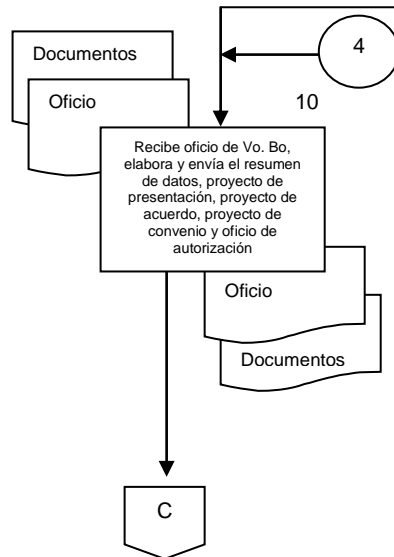 4
Documentos
Oficio
10
Recibe oficio de Vo. Bo,
elabora y envía el resumen
de datos, proyecto de
presentación, proyecto de
acuerdo, proyecto de
convenio y oficio de
autorización
Oficio
Documentos
C